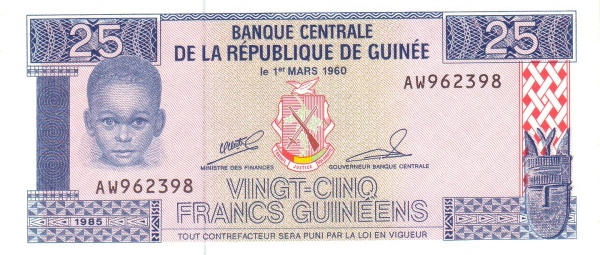 25
25
BANQUE CENTRALE
DE LA RÉPUBLIQUE DE GUINÉE
le 1er MARS 1960
AW962398
JUSTICE
MINISTRE DES FINANCES
GOUVERNEUR BANQUE CENTRALE
AW962398
VINGT-CINQ
FRANCS GUINÉENS
1985
TOUT CONTREFACTEUR SERA PUNI PAR LA LOI EN VIGUEUR